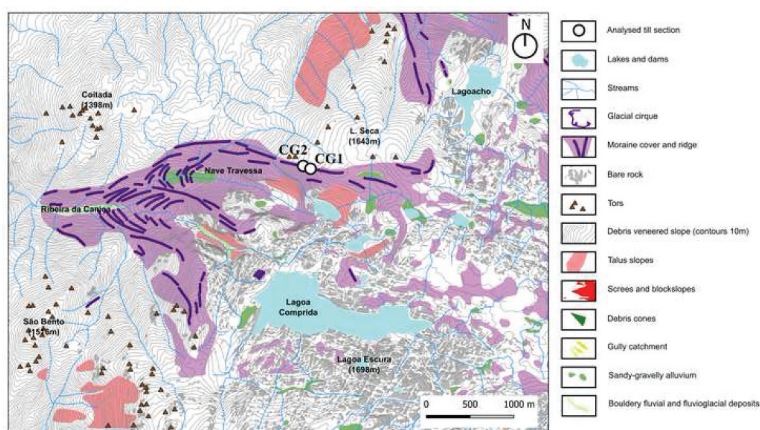 N
Coitada
(1398m)
Lagoacho
L. Seca
(1643m)
CG2
CG1
Nave Travessa
Ribeira da Caniça
São Bento
(1516m)
Lagoa
Comprida
Lagoa Escura
(1698m)
0 500 1000 m
Analysed till section
Lakes and dams
Streams
Glacial cirque
Moraine cover and ridge
Bare rock
Tors
Debris veneered slope (contours 10m)
Talus slopes
Screes and blockslopes
Debris cones
Gully catchment
Sandy-gravelly alluvium
Bouldery fluvial and fluvioglacial deposits